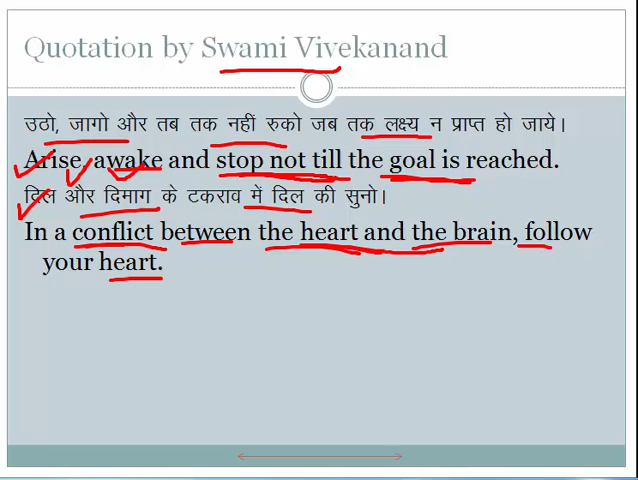 Quotation by Swami Vivekanand
उठो, जागो और तब तक नहीं रुको जब तक लक्ष्य न प्राप्त हो जाये।
Arise, awake and stop not till the goal is reached.
दिल और दिमाग के टकराव में दिल की सुनो।
In a conflict between the heart and the brain, follow
your heart.